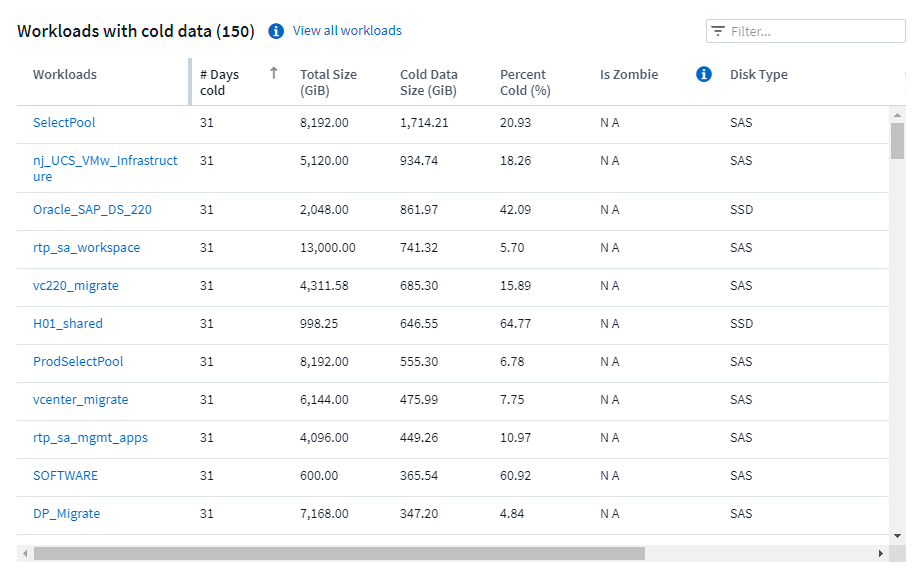 Workloads with cold data (150) View all workloads Filter...
Workloads # Days cold Total Size (GiB) Cold Data Size (GiB) Percent Cold (%) Is Zombie Disk Type
SelectPool 31 8,192.00 1,714.21 20.93 N A SAS
nj_UCS_VMw_Infrastruct
ure 31 5,120.00 934.74 18.26 N A SAS
Oracle_SAP_DS_220 31 2,048.00 861.97 42.09 N A SSD
rtp_sa_workspace 31 13,000.00 741.32 5.70 N A SAS
vc220_migrate 31 4,311.58 685.30 15.89 N A SAS
H01_shared 31 998.25 646.55 64.77 N A SSD
ProdSelectPool 31 8,192.00 555.30 6.78 N A SAS
vcenter_migrate 31 6,144.00 475.99 7.75 N A SAS
rtp_sa_mgmt_apps 31 4,096.00 449.26 10.97 N A SAS
SOFTWARE 31 600.00 365.54 60.92 N A SAS
DP_Migrate 31 7,168.00 347.20 4.84 N A SAS